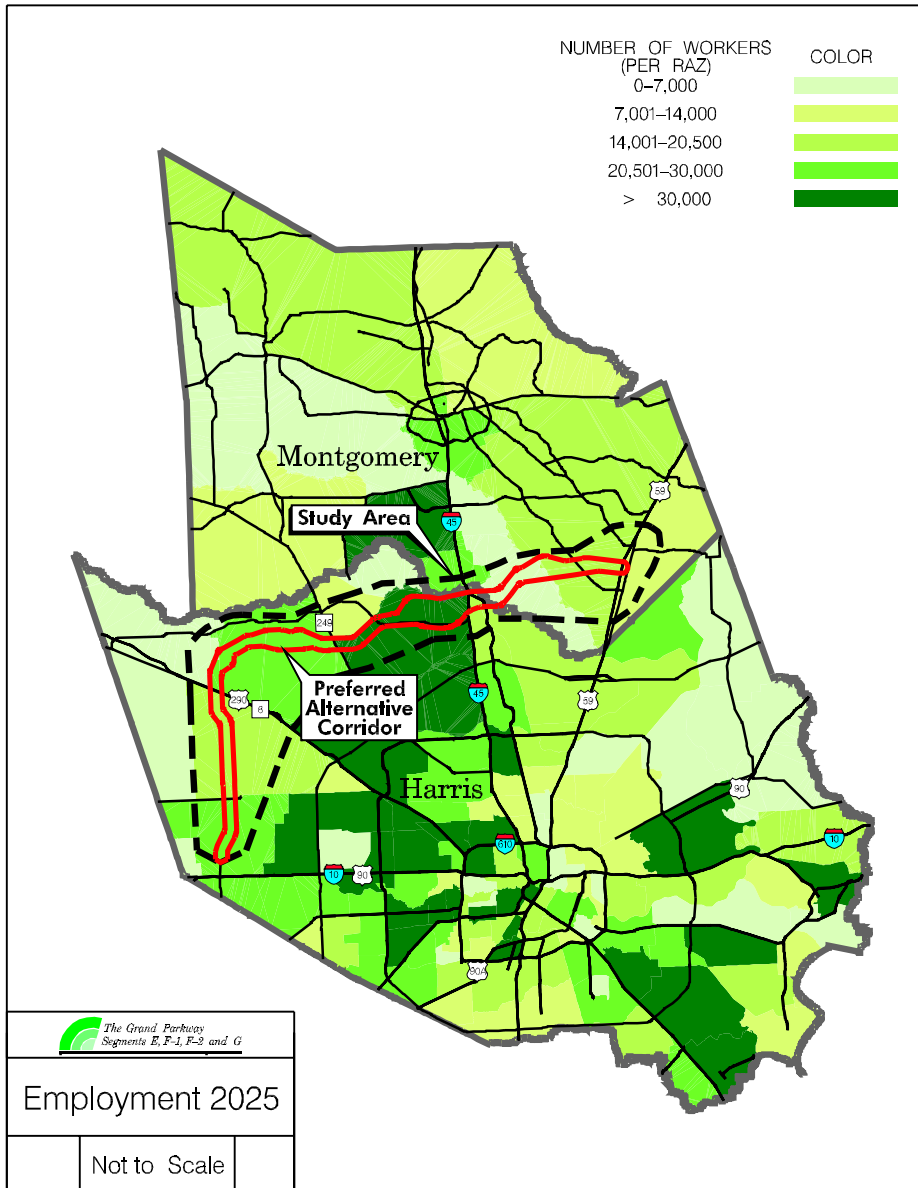 NUMBER OF WORKERS
(PER RAZ)
COLOR
0–7,000
7,001–14,000
14,001–20,500
20,501–30,000
> 30,000
Montgomery
59
Study Area
45
249
Preferred
Alternative
Corridor
290
6
45
59
Harris
90
10
610
10
90
90A
The Grand Parkway
Segments E, F-1, F-2 and G
Employment 2025
Not to Scale